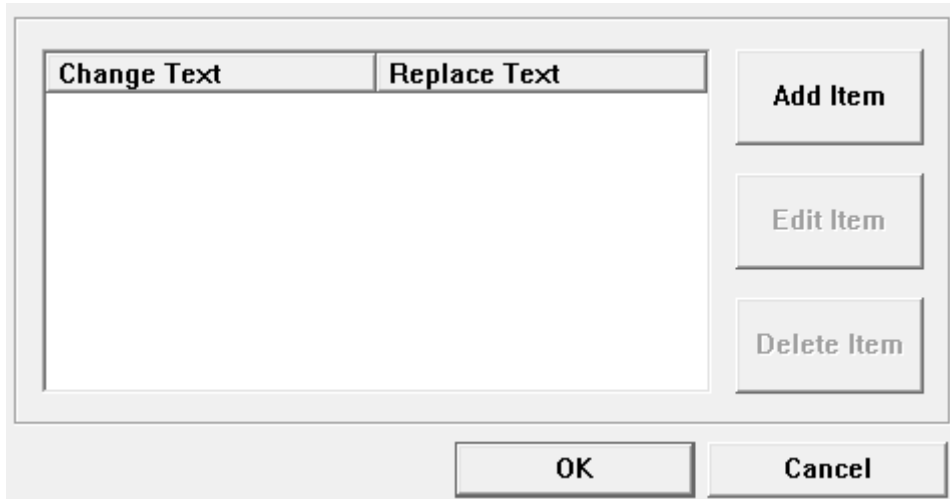 Change Text
Replace Text
Add Item
Edit Item
Delete Item
OK
Cancel